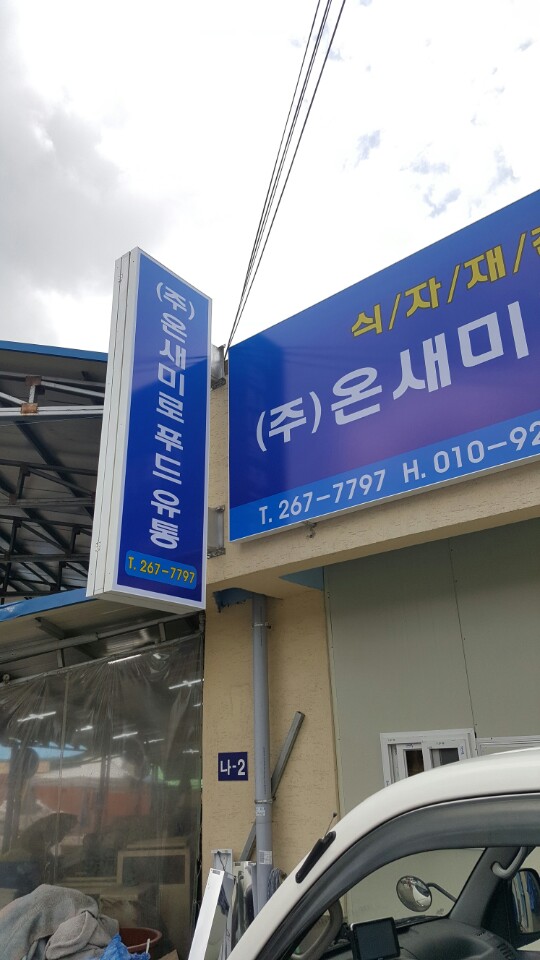 (주)온새미로푸드유통
T. 267-7797
식/자/재/
(주)온새미
T. 267-7797 H. 010-92
나-2